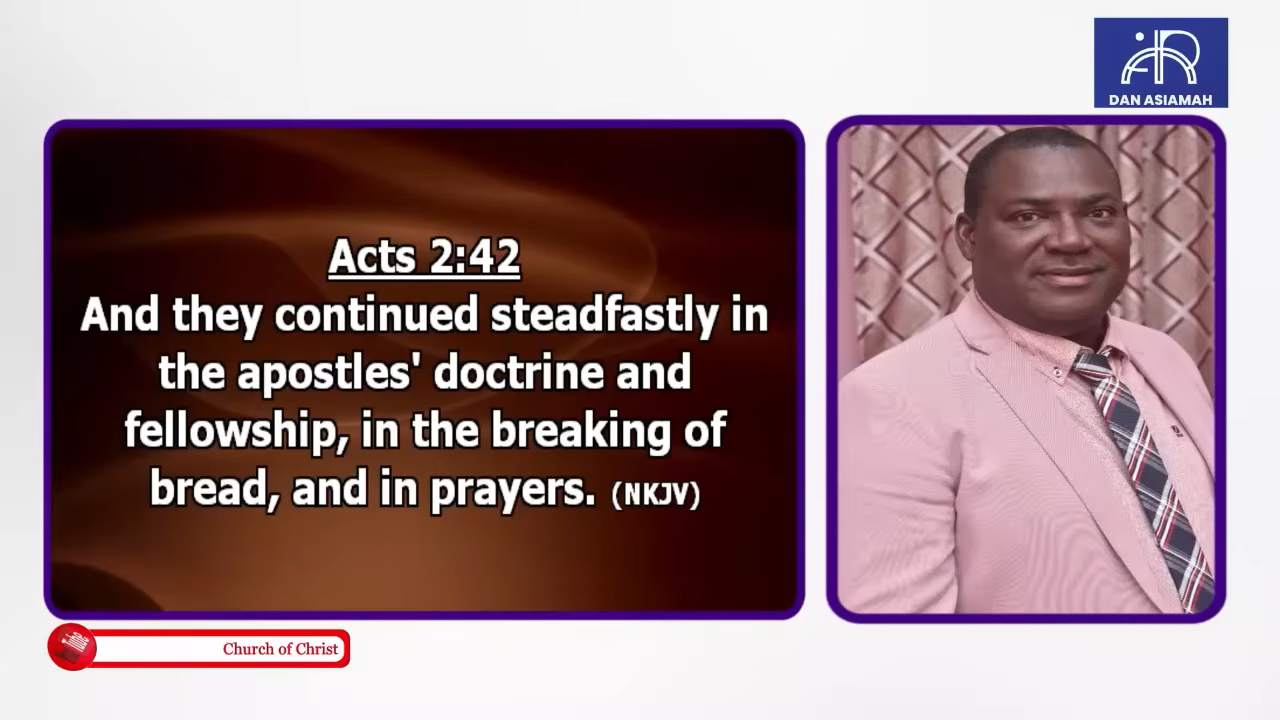 DAN ASIAMAH
Acts 2:42
And they continued steadfastly in
the apostles' doctrine and
fellowship, in the breaking of
bread, and in prayers. (NKJV)
Church of Christ